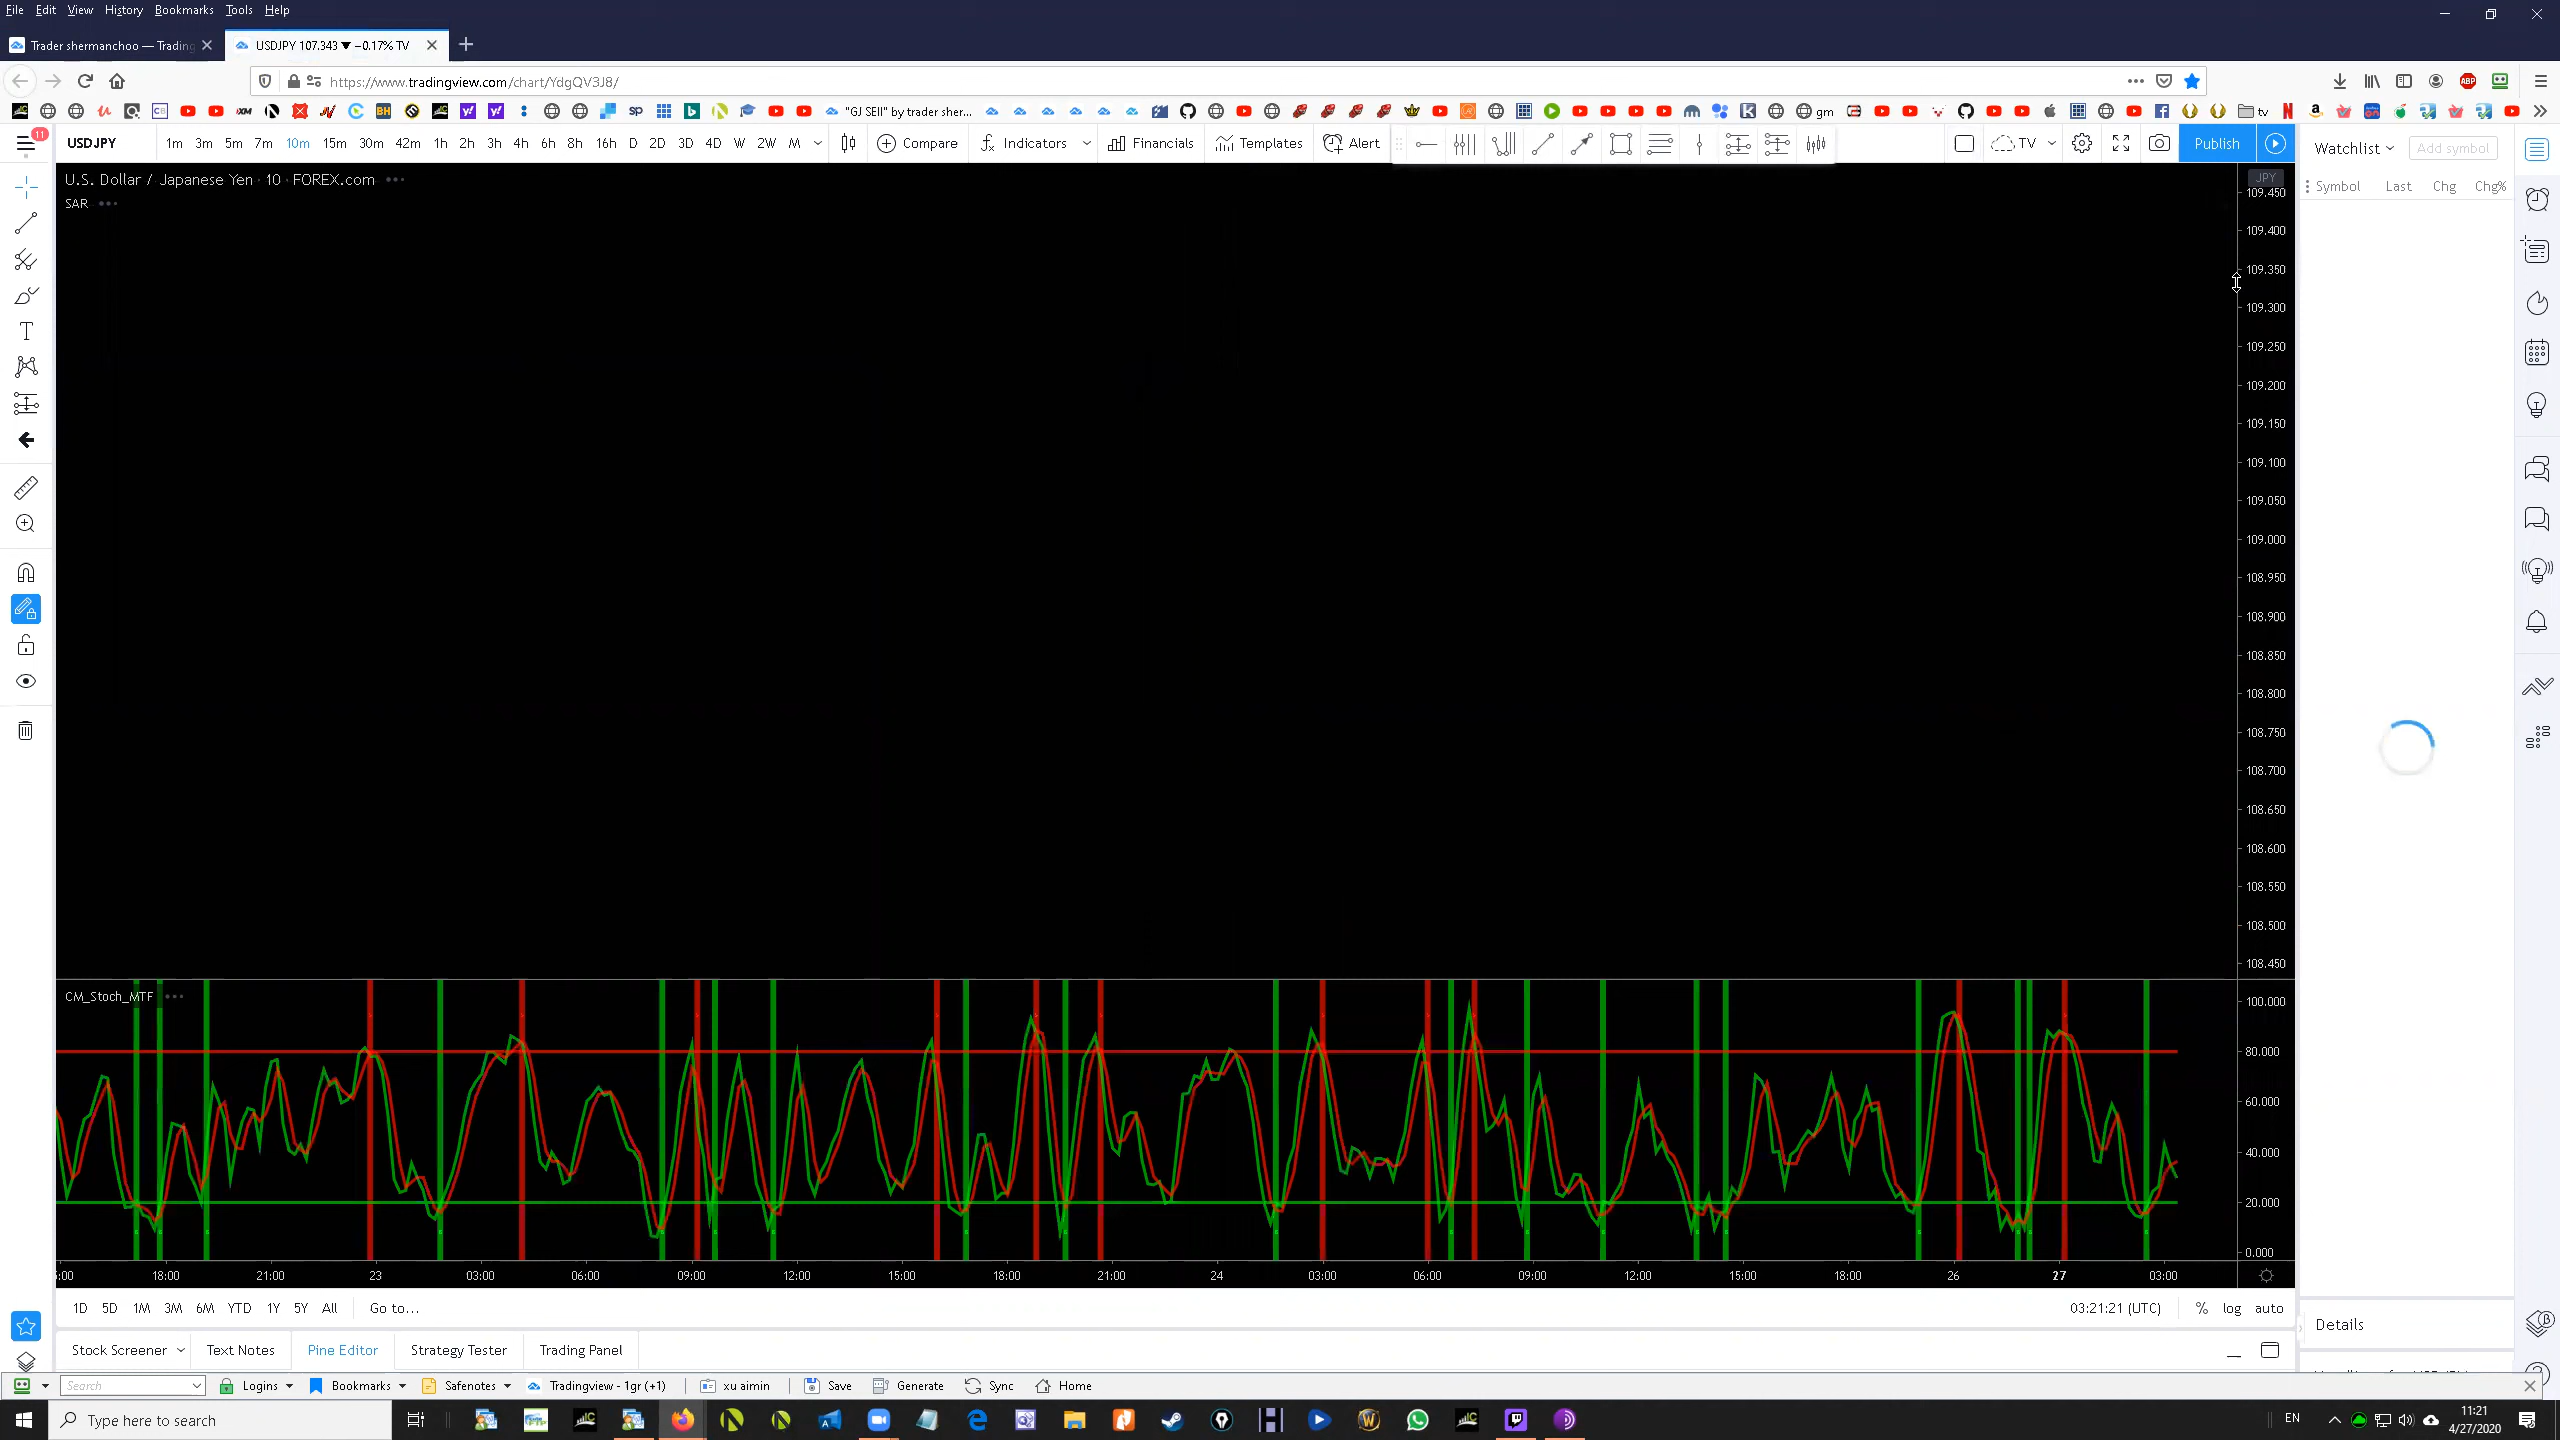 File Edit View History Bookmarks Tools Help
Trader shermanchoo — Trading
USDJPY 107.343 ▼ −0.17% TV
https://www.tradingview.com/chart/YdgQV3J8/
"GJ SEll" by trader sher...
gm
tv
11
USDJPY 1m 3m 5m 7m 10m 15m 30m 42m 1h 2h 3h 4h 6h 8h 16h D 2D 3D 4D W 2W M Compare Indicators Financials Templates Alert TV Publish
Watchlist Add symbol
Symbol Last Chg Chg%
U.S. Dollar / Japanese Yen · 10 · FOREX.com
SAR
JPY
109.450
109.400
109.350
109.300
109.250
109.200
109.150
109.100
109.050
109.000
108.950
108.900
108.850
108.800
108.750
108.700
108.650
108.600
108.550
108.500
108.450
CM_Stoch_MTF
100.000
80.000
60.000
40.000
20.000
0.000
18:00 21:00 23 03:00 06:00 09:00 12:00 15:00 18:00 21:00 24 03:00 06:00 09:00 12:00 15:00 18:00 26 27 03:00
1D 5D 1M 3M 6M YTD 1Y 5Y All Go to...
03:21:21 (UTC) % log auto
Details
Stock Screener Text Notes Pine Editor Strategy Tester Trading Panel
Search Logins Bookmarks Safenotes Tradingview - 1gr (+1) xu aimin Save Generate Sync Home
Type here to search
EN
11:21
4/27/2020